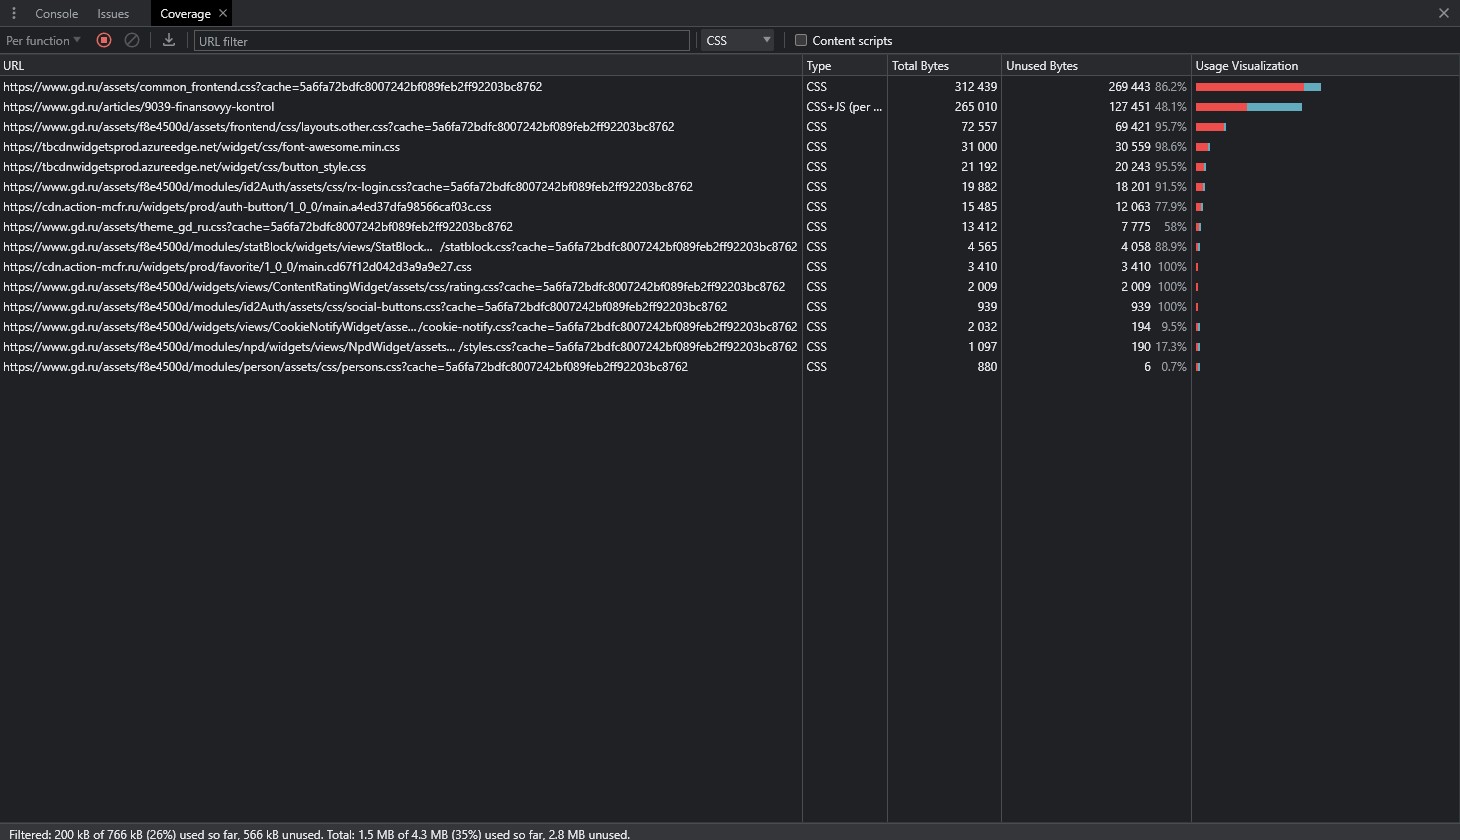 Console Issues Coverage
Per function URL filter CSS Content scripts
URL Type Total Bytes Unused Bytes Usage Visualization
https://www.gd.ru/assets/common_frontend.css?cache=5a6fa72bdfc8007242bf089feb2ff92203bc8762 CSS 312 439 269 443 86.2%
https://www.gd.ru/articles/9039-finansovyy-kontrol CSS+JS (per ... 265 010 127 451 48.1%
https://www.gd.ru/assets/f8e4500d/assets/frontend/css/layouts.other.css?cache=5a6fa72bdfc8007242bf089feb2ff92203bc8762 CSS 72 557 69 421 95.7%
https://tbcdnwidgetsprod.azureedge.net/widget/css/font-awesome.min.css CSS 31 000 30 559 98.6%
https://tbcdnwidgetsprod.azureedge.net/widget/css/button_style.css CSS 21 192 20 243 95.5%
https://www.gd.ru/assets/f8e4500d/modules/id2Auth/assets/css/rx-login.css?cache=5a6fa72bdfc8007242bf089feb2ff92203bc8762 CSS 19 882 18 201 91.5%
https://cdn.action-mcfr.ru/widgets/prod/auth-button/1_0_0/main.a4ed37dfa98566caf03c.css CSS 15 485 12 063 77.9%
https://www.gd.ru/assets/theme_gd_ru.css?cache=5a6fa72bdfc8007242bf089feb2ff92203bc8762 CSS 13 412 7 775 58%
https://www.gd.ru/assets/f8e4500d/modules/statBlock/widgets/views/StatBlock... /statblock.css?cache=5a6fa72bdfc8007242bf089feb2ff92203bc8762 CSS 4 565 4 058 88.9%
https://cdn.action-mcfr.ru/widgets/prod/favorite/1_0_0/main.cd67f12d042d3a9a9e27.css CSS 3 410 3 410 100%
https://www.gd.ru/assets/f8e4500d/widgets/views/ContentRatingWidget/assets/css/rating.css?cache=5a6fa72bdfc8007242bf089feb2ff92203bc8762 CSS 2 009 2 009 100%
https://www.gd.ru/assets/f8e4500d/modules/id2Auth/assets/css/social-buttons.css?cache=5a6fa72bdfc8007242bf089feb2ff92203bc8762 CSS 939 939 100%
https://www.gd.ru/assets/f8e4500d/widgets/views/CookieNotifyWidget/asse... /cookie-notify.css?cache=5a6fa72bdfc8007242bf089feb2ff92203bc8762 CSS 2 032 194 9.5%
https://www.gd.ru/assets/f8e4500d/modules/npd/widgets/views/NpdWidget/assets... /styles.css?cache=5a6fa72bdfc8007242bf089feb2ff92203bc8762 CSS 1 097 190 17.3%
https://www.gd.ru/assets/f8e4500d/modules/person/assets/css/persons.css?cache=5a6fa72bdfc8007242bf089feb2ff92203bc8762 CSS 880 6 0.7%
Filtered: 200 kB of 766 kB (26%) used so far, 566 kB unused. Total: 1.5 MB of 4.3 MB (35%) used so far, 2.8 MB unused.